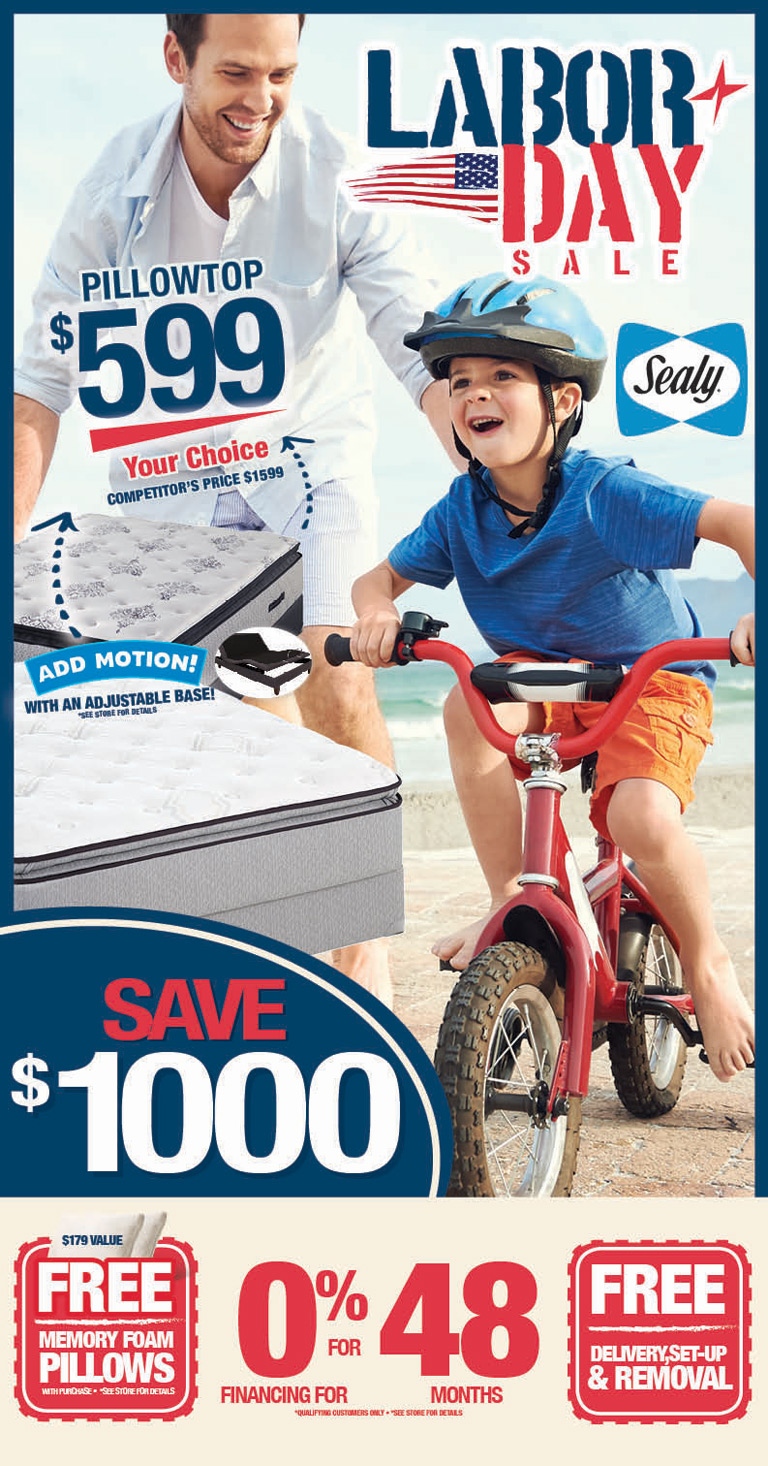 LABOR
DAY
SALE
PILLOWTOP
$599
Your Choice
COMPETITOR'S PRICE $1599
Sealy
ADD MOTION!
WITH AN ADJUSTABLE BASE!
*SEE STORE FOR DETAILS
SAVE
$1000
$179 VALUE
FREE
MEMORY FOAM
PILLOWS
WITH PURCHASE • *SEE STORE FOR DETAILS
0% FOR 48
FINANCING FOR MONTHS
*QUALIFYING CUSTOMERS ONLY • *SEE STORE FOR DETAILS
FREE
DELIVERY,SET-UP
& REMOVAL